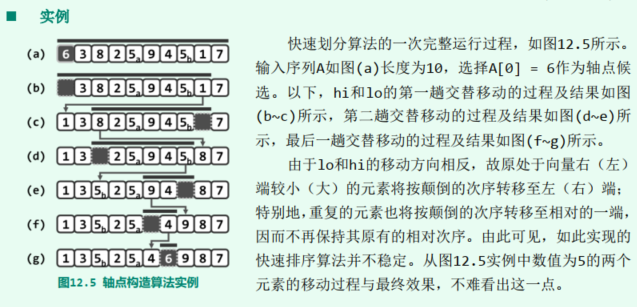 ■ 实例
(a) 6 3 8 2 5a 9 4 5b 1 7
(b) 3 8 2 5a 9 4 5b 1 7
(c) 1 3 8 2 5a 9 4 5b 7
(d) 1 3 2 5a 9 4 5b 8 7
(e) 1 3 5b 2 5a 9 4 8 7
(f) 1 3 5b 2 5a 4 9 8 7
(g) 1 3 5b 2 5a 4 6 9 8 7
图12.5 轴点构造算法实例
快速划分算法的一次完整运行过程，如图12.5所示。
输入序列A如图(a)长度为10，选择A[0] = 6作为轴点候
选。以下，hi和lo的第一趟交替移动的过程及结果如图
(b~c)所示，第二趟交替移动的过程及结果如图(d~e)所
示，最后一趟交替移动的过程及结果如图(f~g)所示。
由于lo和hi的移动方向相反，故原处于向量右（左）
端较小（大）的元素将按颠倒的次序转移至左（右）端；
特别地，重复的元素也将按颠倒的次序转移至相对的一端，
因而不再保持其原有的相对次序。由此可见，如此实现的
快速排序算法并不稳定。从图12.5实例中数值为5的两个
元素的移动过程与最终效果，不难看出这一点。